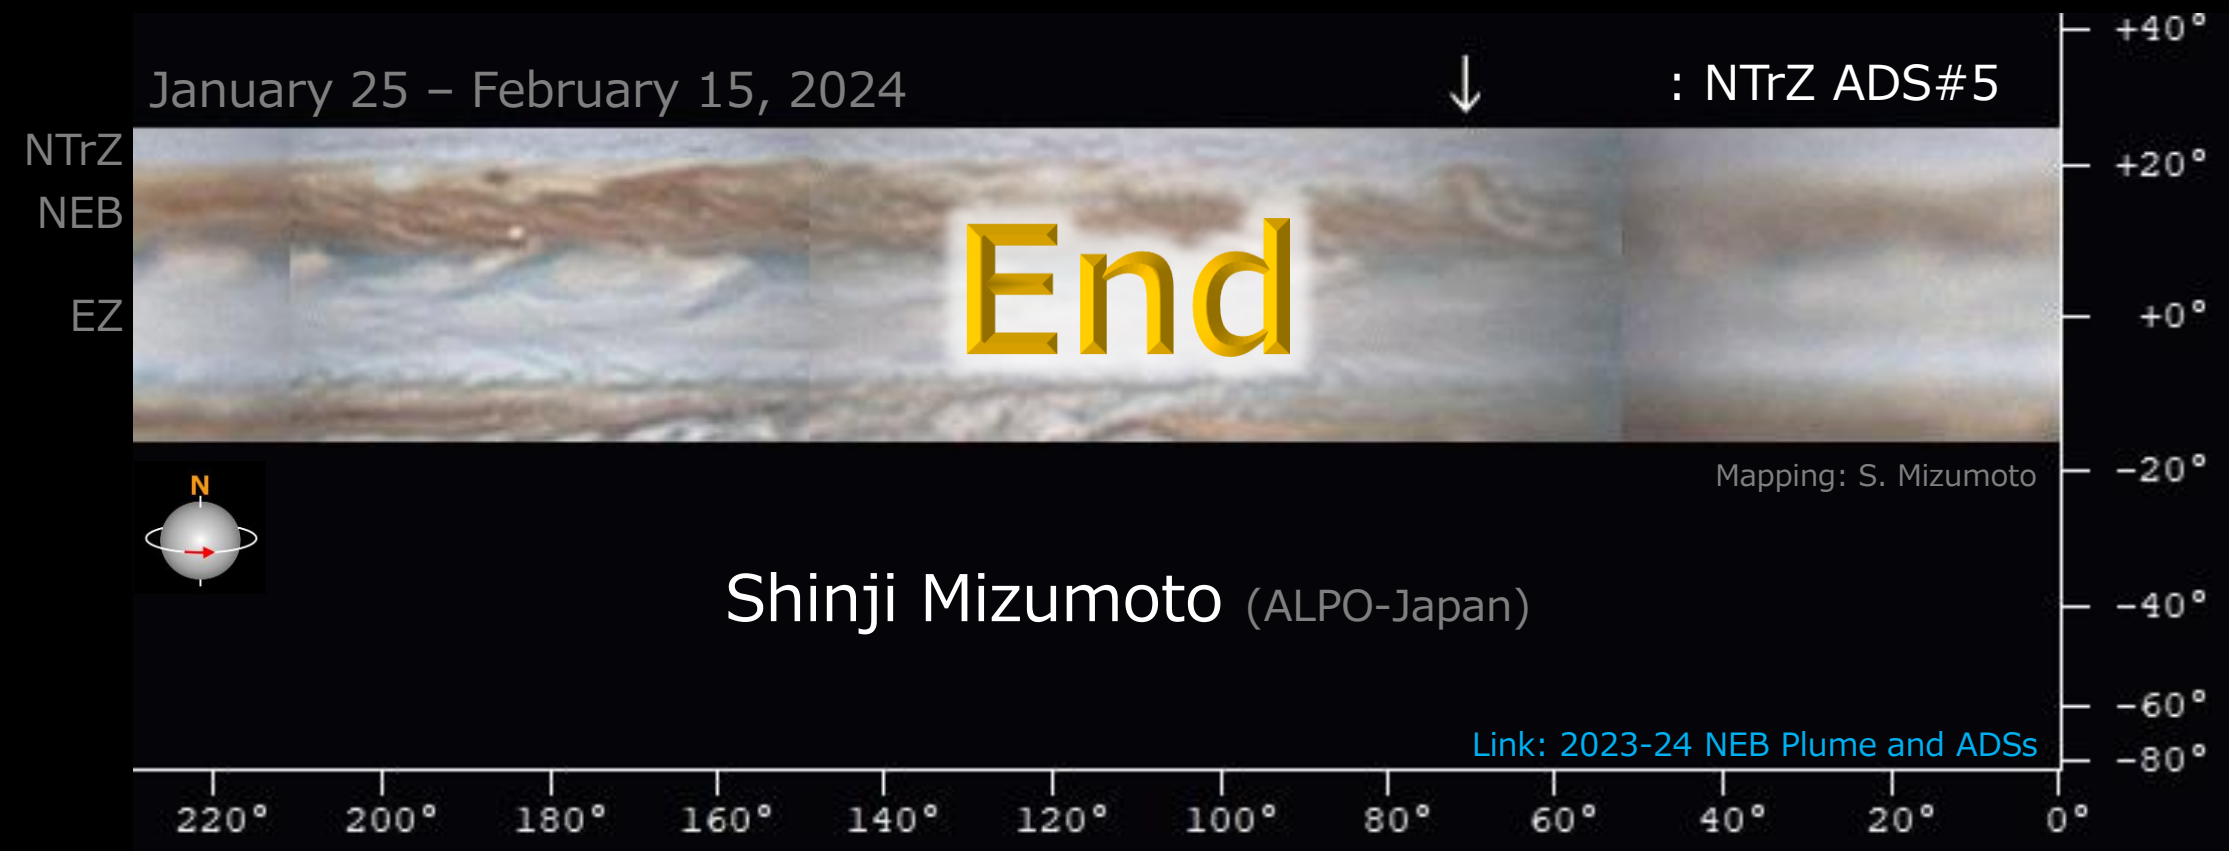 +40°
January 25 – February 15, 2024
: NTrZ ADS#5
NTrZ
+20°
NEB
End
EZ
+0°
Mapping: S. Mizumoto
−20°
N
Shinji Mizumoto (ALPO-Japan)
−40°
−60°
Link: 2023-24 NEB Plume and ADSs
−80°
220° 200° 180° 160° 140° 120° 100° 80° 60° 40° 20° 0°